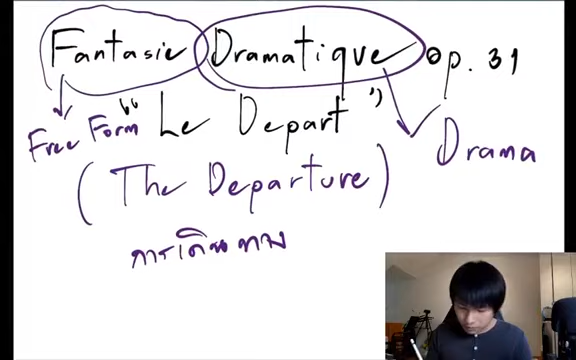 Fantasie Dramatique op. 31
Free Form
“Le Depart”
Drama
(The Departure)
การเดินทาง